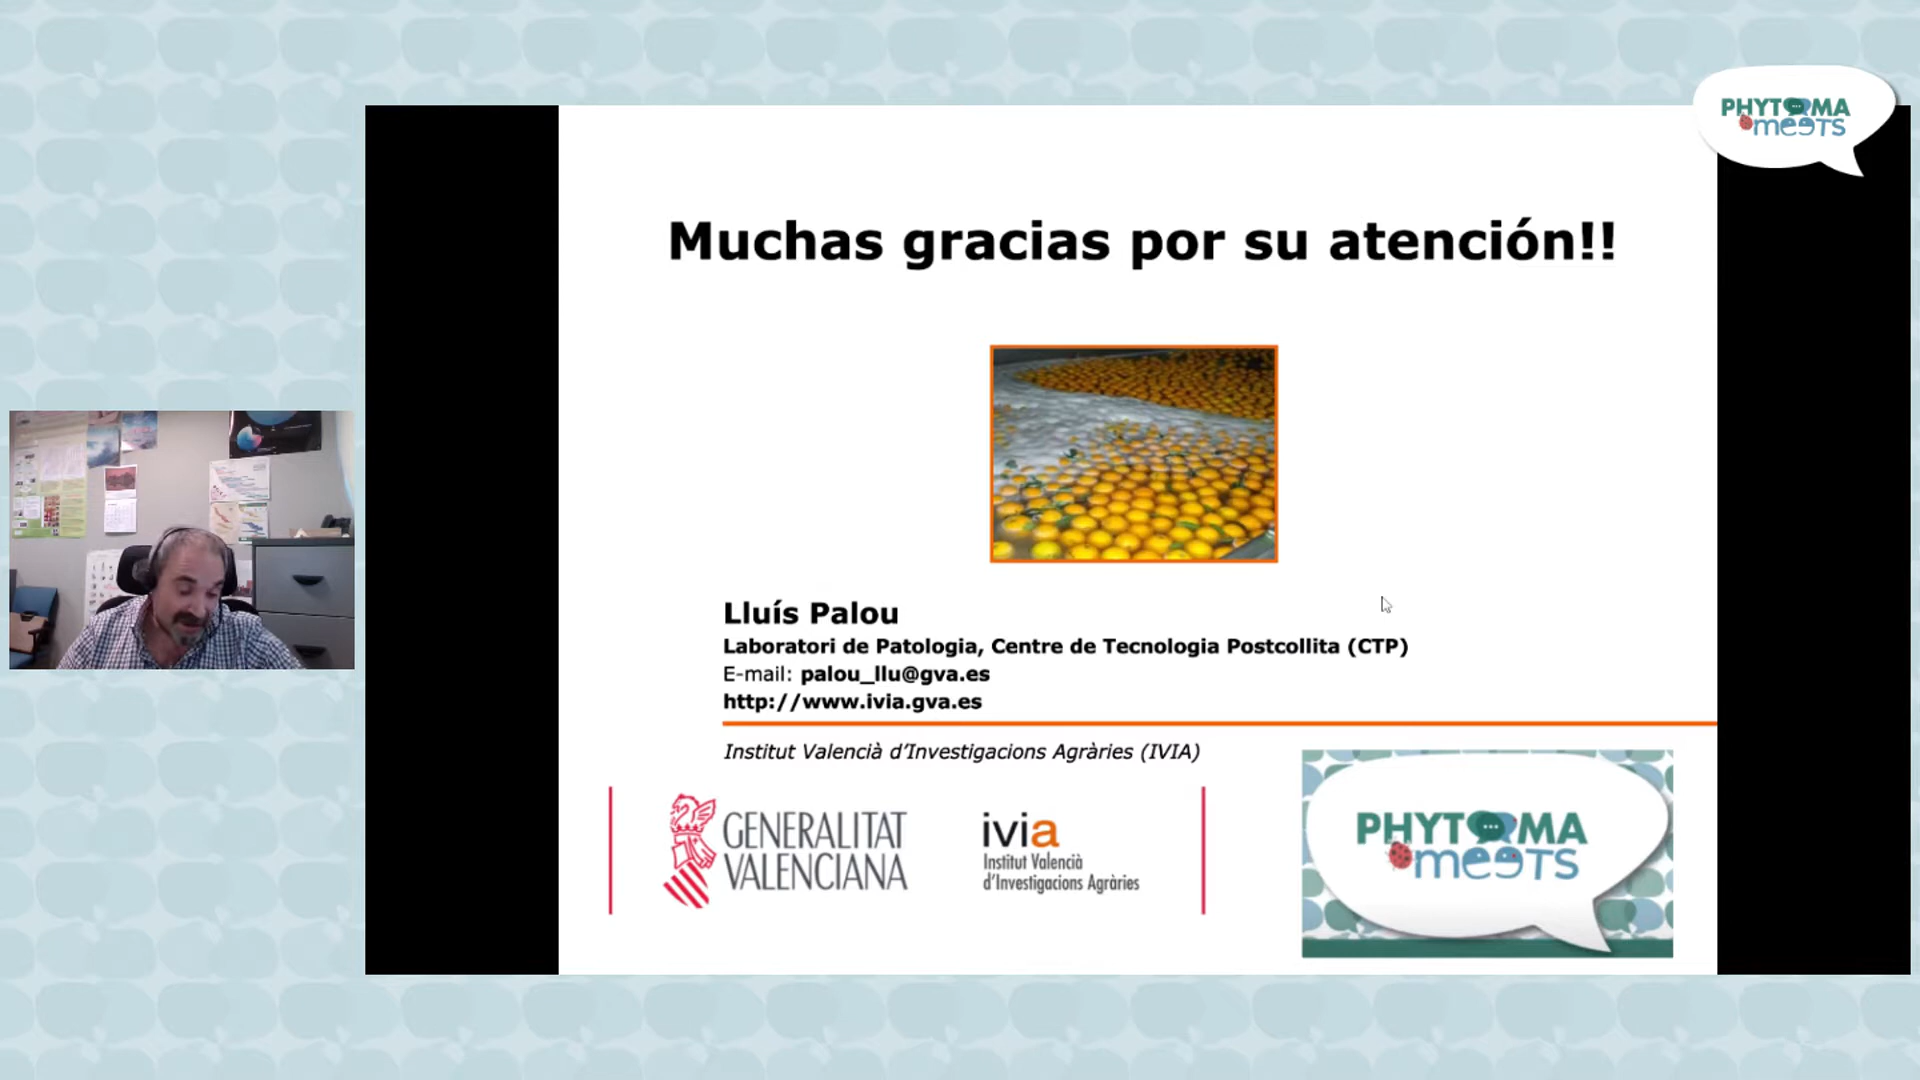 PHYTOMA
meeTS
Muchas gracias por su atención!!
Lluís Palou
Laboratori de Patologia, Centre de Tecnologia Postcollita (CTP)
E-mail: palou_llu@gva.es
http://www.ivia.gva.es
Institut Valencià d’Investigacions Agràries (IVIA)
GENERALITAT
VALENCIANA
ivia
Institut Valencià
d’Investigacions Agràries
PHYTOMA
meeTS